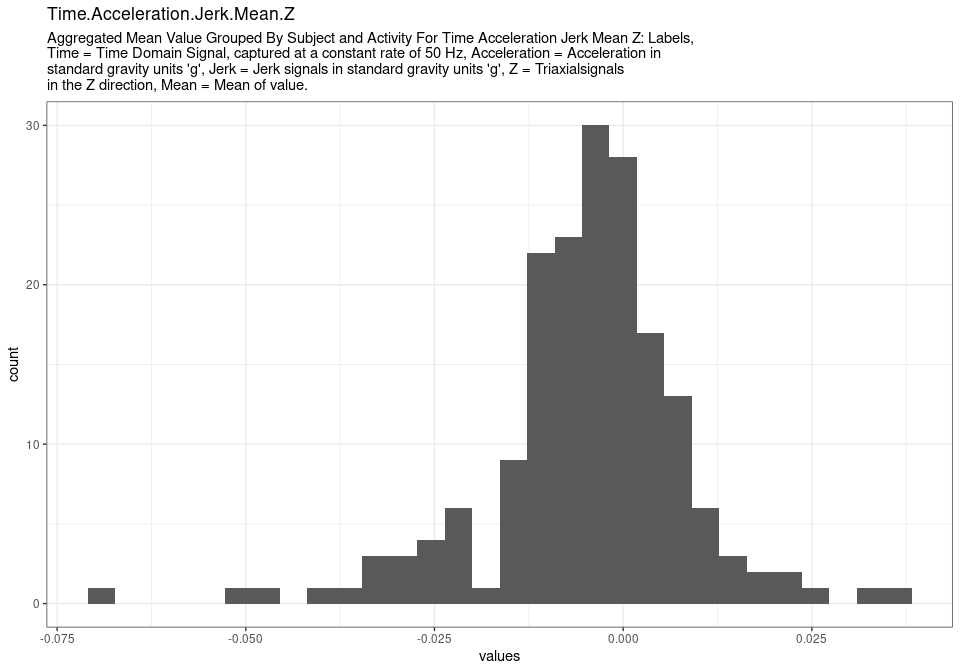 Time.Acceleration.Jerk.Mean.Z
Aggregated Mean Value Grouped By Subject and Activity For Time Acceleration Jerk Mean Z: Labels,
Time = Time Domain Signal, captured at a constant rate of 50 Hz, Acceleration = Acceleration in
standard gravity units 'g', Jerk = Jerk signals in standard gravity units 'g', Z = Triaxialsignals
in the Z direction, Mean = Mean of value.
30
20
10
0
count
-0.075 -0.050 -0.025 0.000 0.025
values